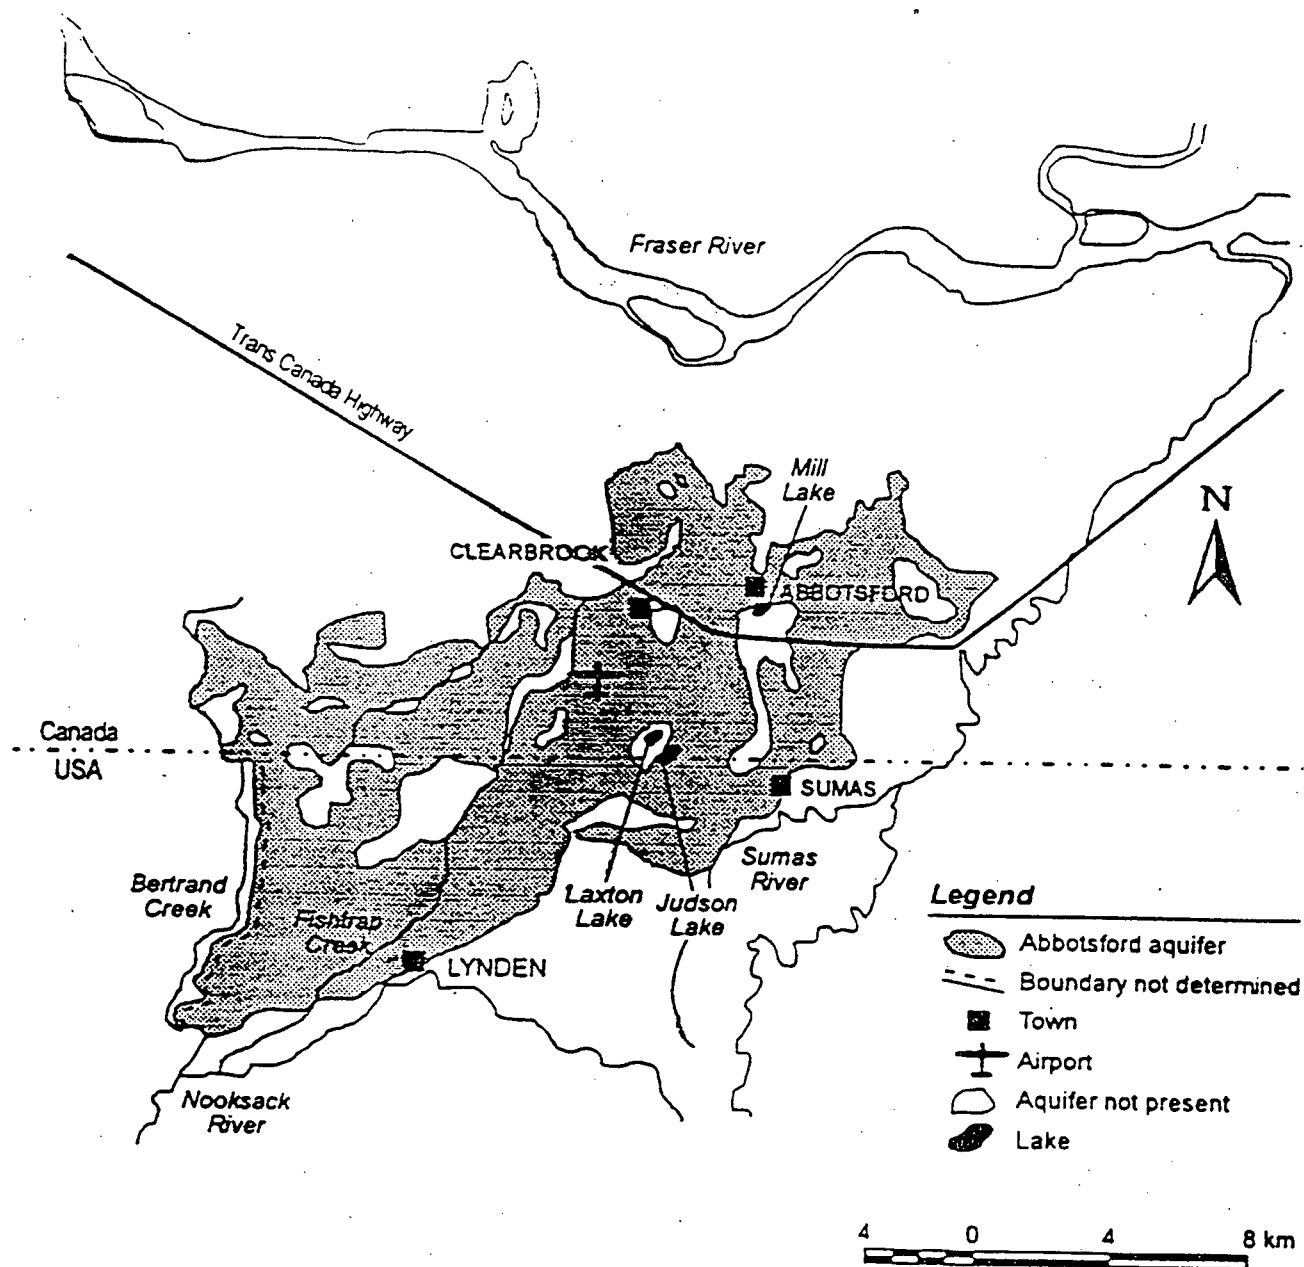 Fraser River
Trans Canada Highway
Mill
Lake
N
CLEARBROOK
ABBOTSFORD
Canada
USA
SUMAS
Sumas
River
Bertrand
Creek
Laxton
Lake
Judson
Lake
Fishtrap
Creek
LYNDEN
Nooksack
River
Legend
Abbotsford aquifer
Boundary not determined
Town
Airport
Aquifer not present
Lake
4 0 4 8 km